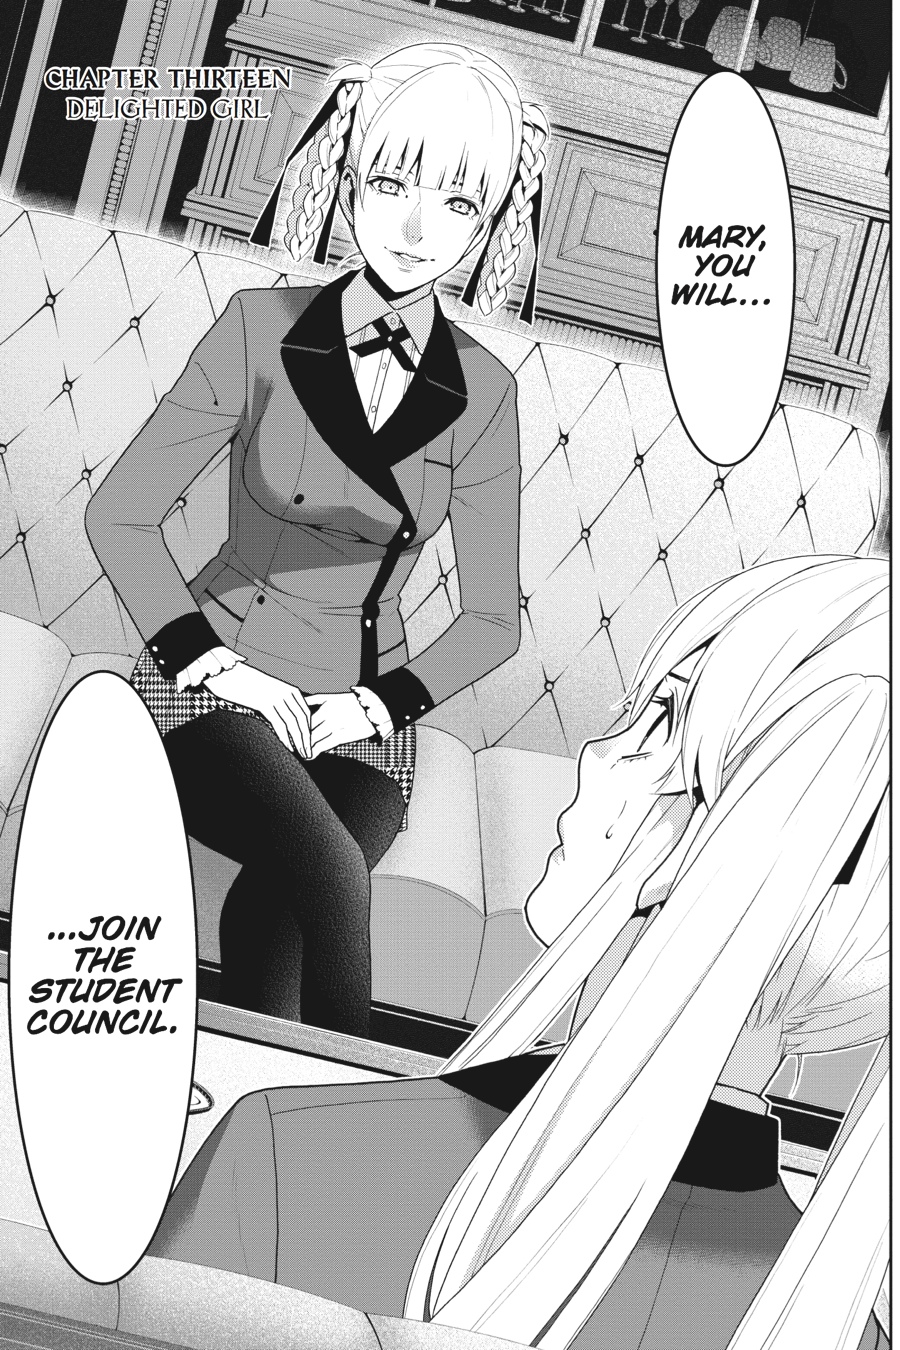 CHAPTER THIRTEEN
DELIGHTED GIRL
MARY,
YOU
WILL...
...JOIN
THE
STUDENT
COUNCIL.